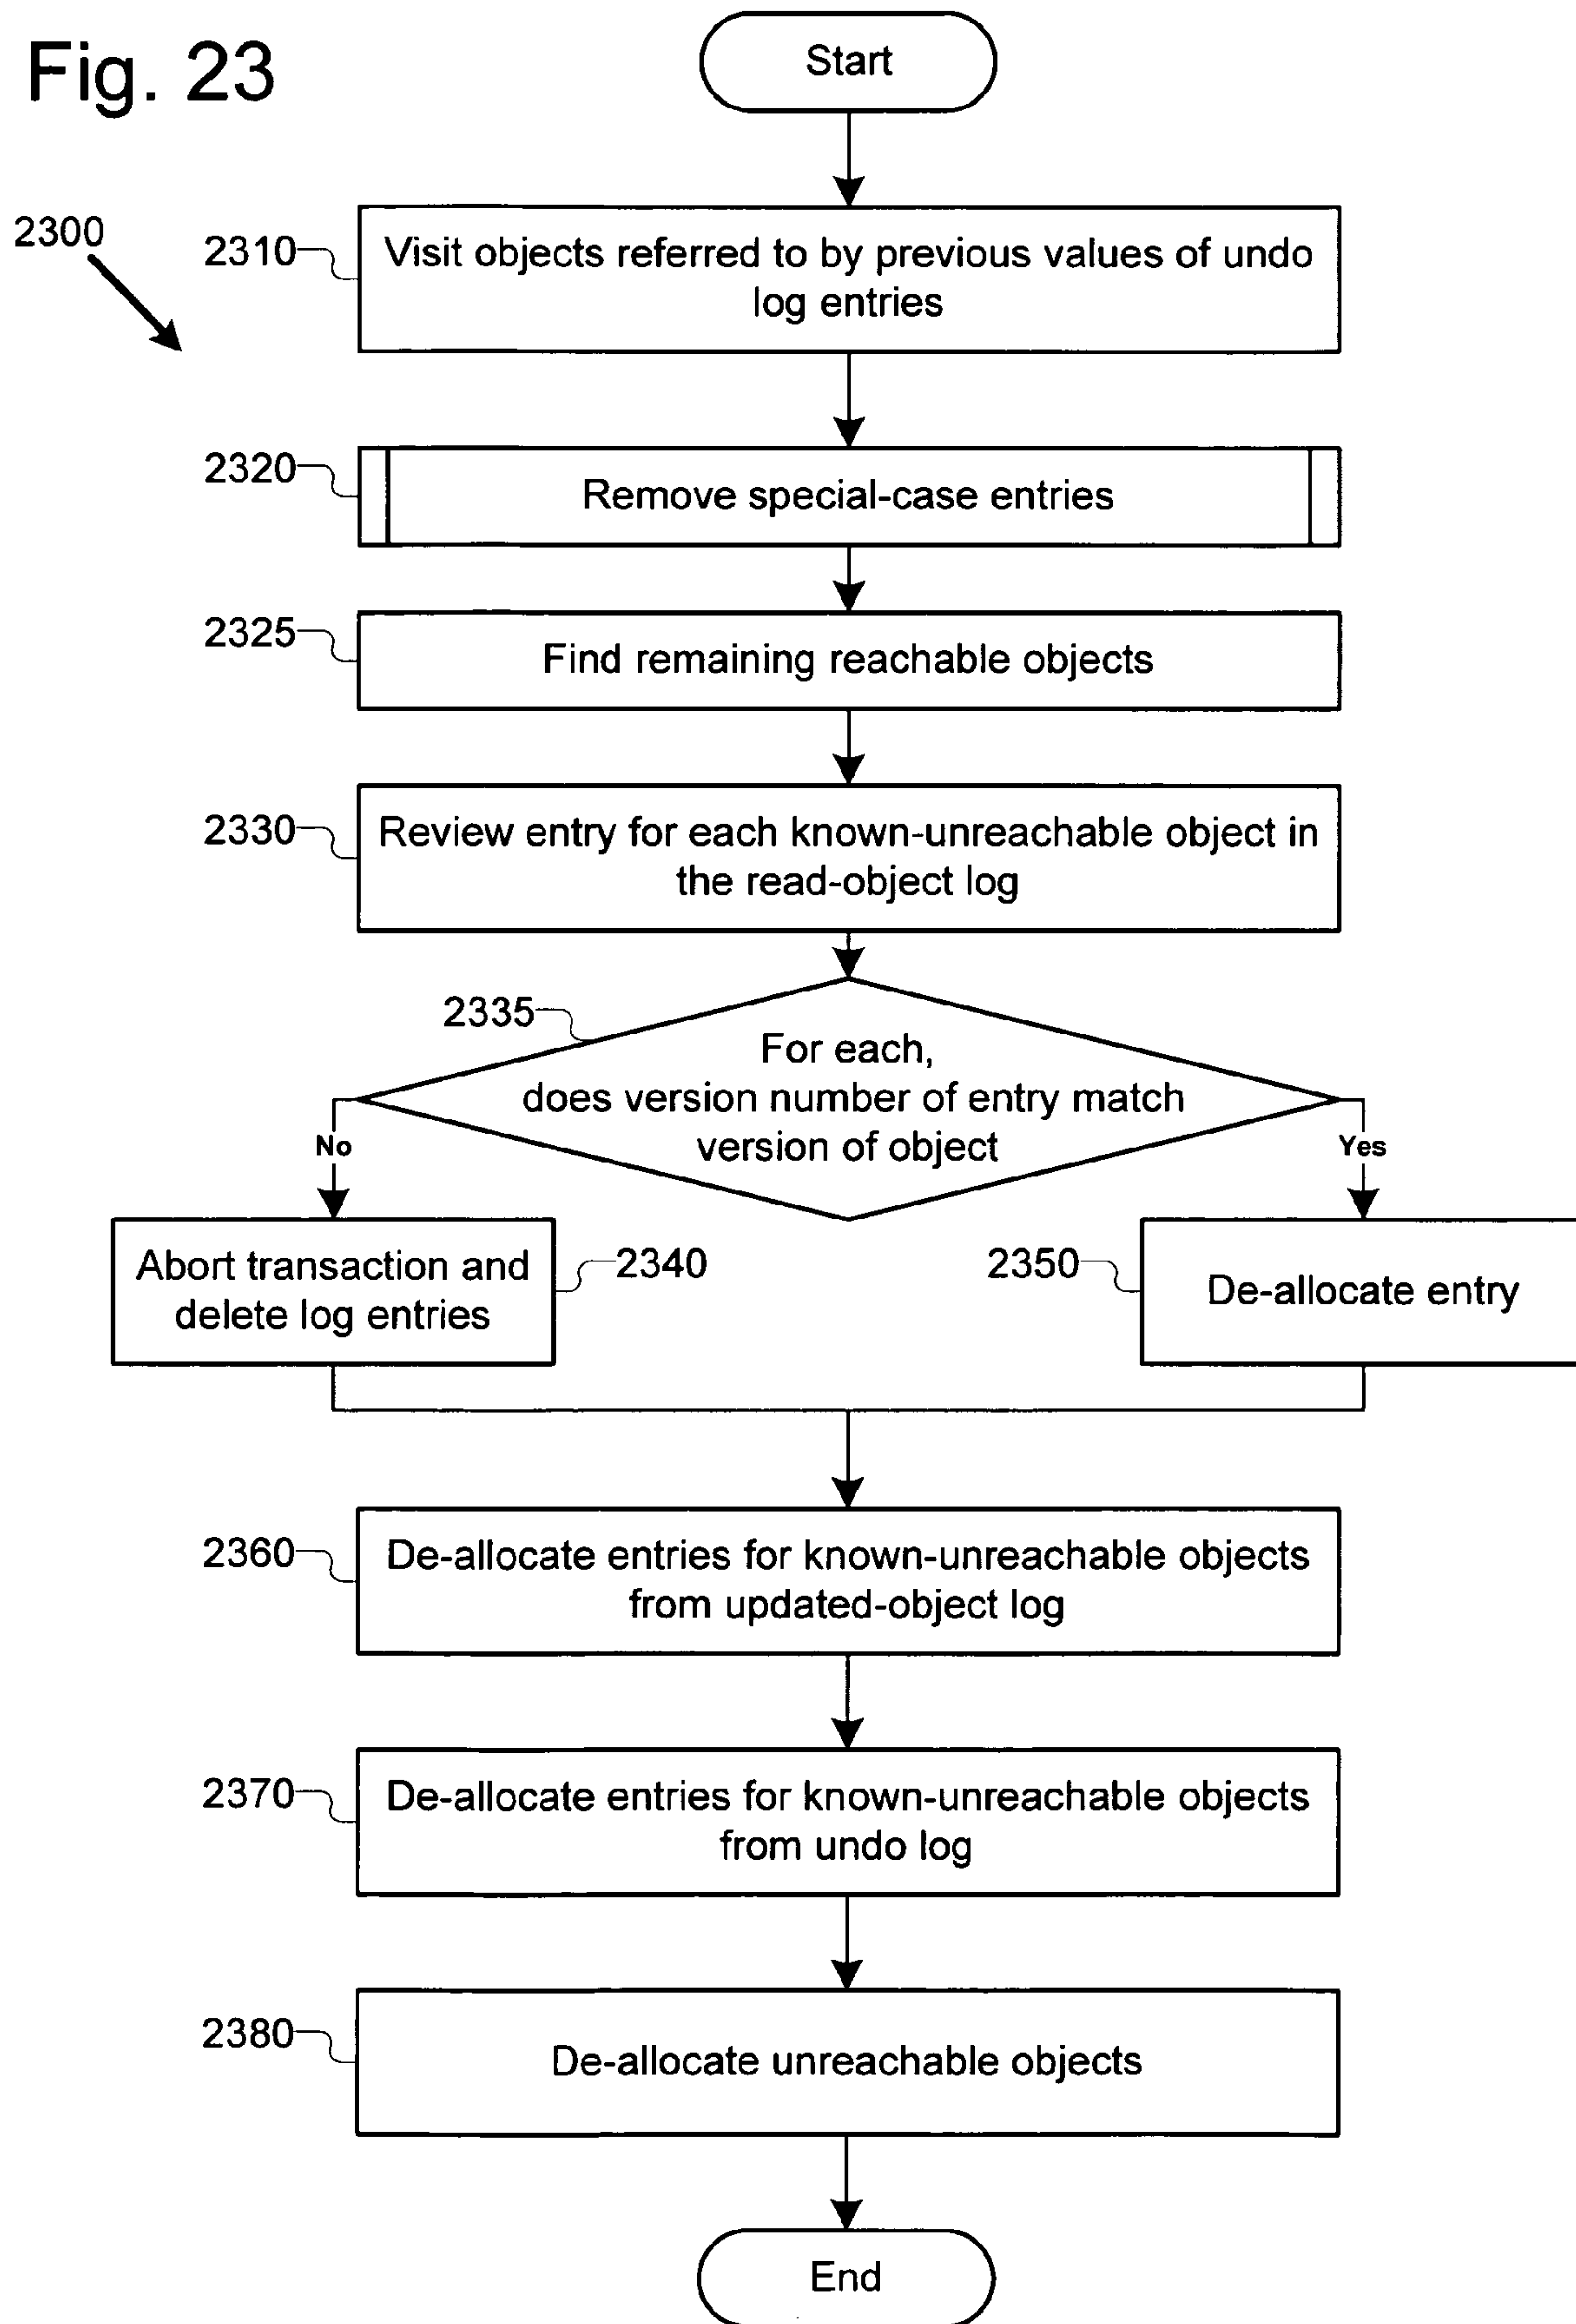 Fig. 23
Start
2300
2310
Visit objects referred to by previous values of undo
log entries
2320
Remove special-case entries
2325
Find remaining reachable objects
2330
Review entry for each known-unreachable object in
the read-object log
2335
For each,
does version number of entry match
version of object
No
Yes
Abort transaction and
delete log entries
2340
2350
De-allocate entry
2360
De-allocate entries for known-unreachable objects
from updated-object log
2370
De-allocate entries for known-unreachable objects
from undo log
2380
De-allocate unreachable objects
End